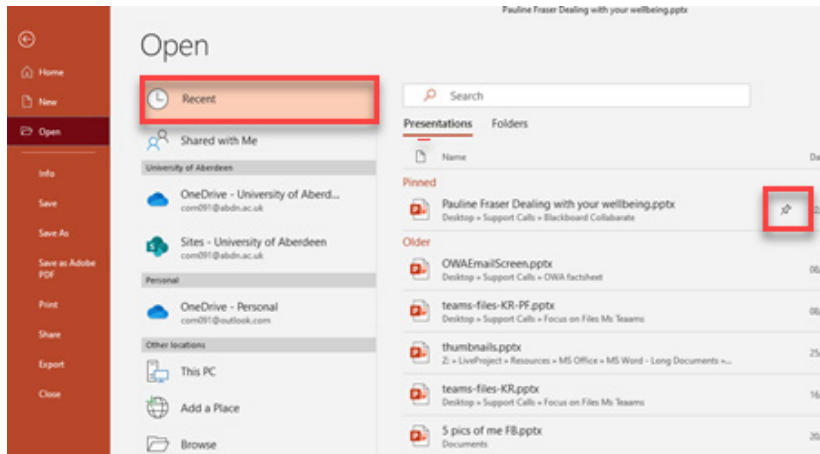 Pauline Fraser Dealing with your wellbeing.pptx
Home
New
Open
Info
Save
Save As
Save as Adobe
PDF
Print
Share
Export
Close
Open
Recent
Shared with Me
University of Aberdeen
OneDrive - University of Aberd...
com091@abdn.ac.uk
Sites - University of Aberdeen
com091@abdn.ac.uk
Personal
OneDrive - Personal
com091@outlook.com
Other locations
This PC
Add a Place
Browse
Search
Presentations Folders
Name
Pinned
Pauline Fraser Dealing with your wellbeing.pptx
Desktop » Support Calls » Blackboard Collabarate
Older
OWAEmailScreen.pptx
Desktop » Support Calls » OWA factsheet
teams-files-KR-PF.pptx
Desktop » Support Calls » Focus on Files Ms Teaams
thumbnails.pptx
Z: » LiveProject » Resources » MS Office » MS Word - Long Documents »...
teams-files-KR.pptx
Desktop » Support Calls » Focus on Files Ms Teaams
5 pics of me FB.pptx
Documents